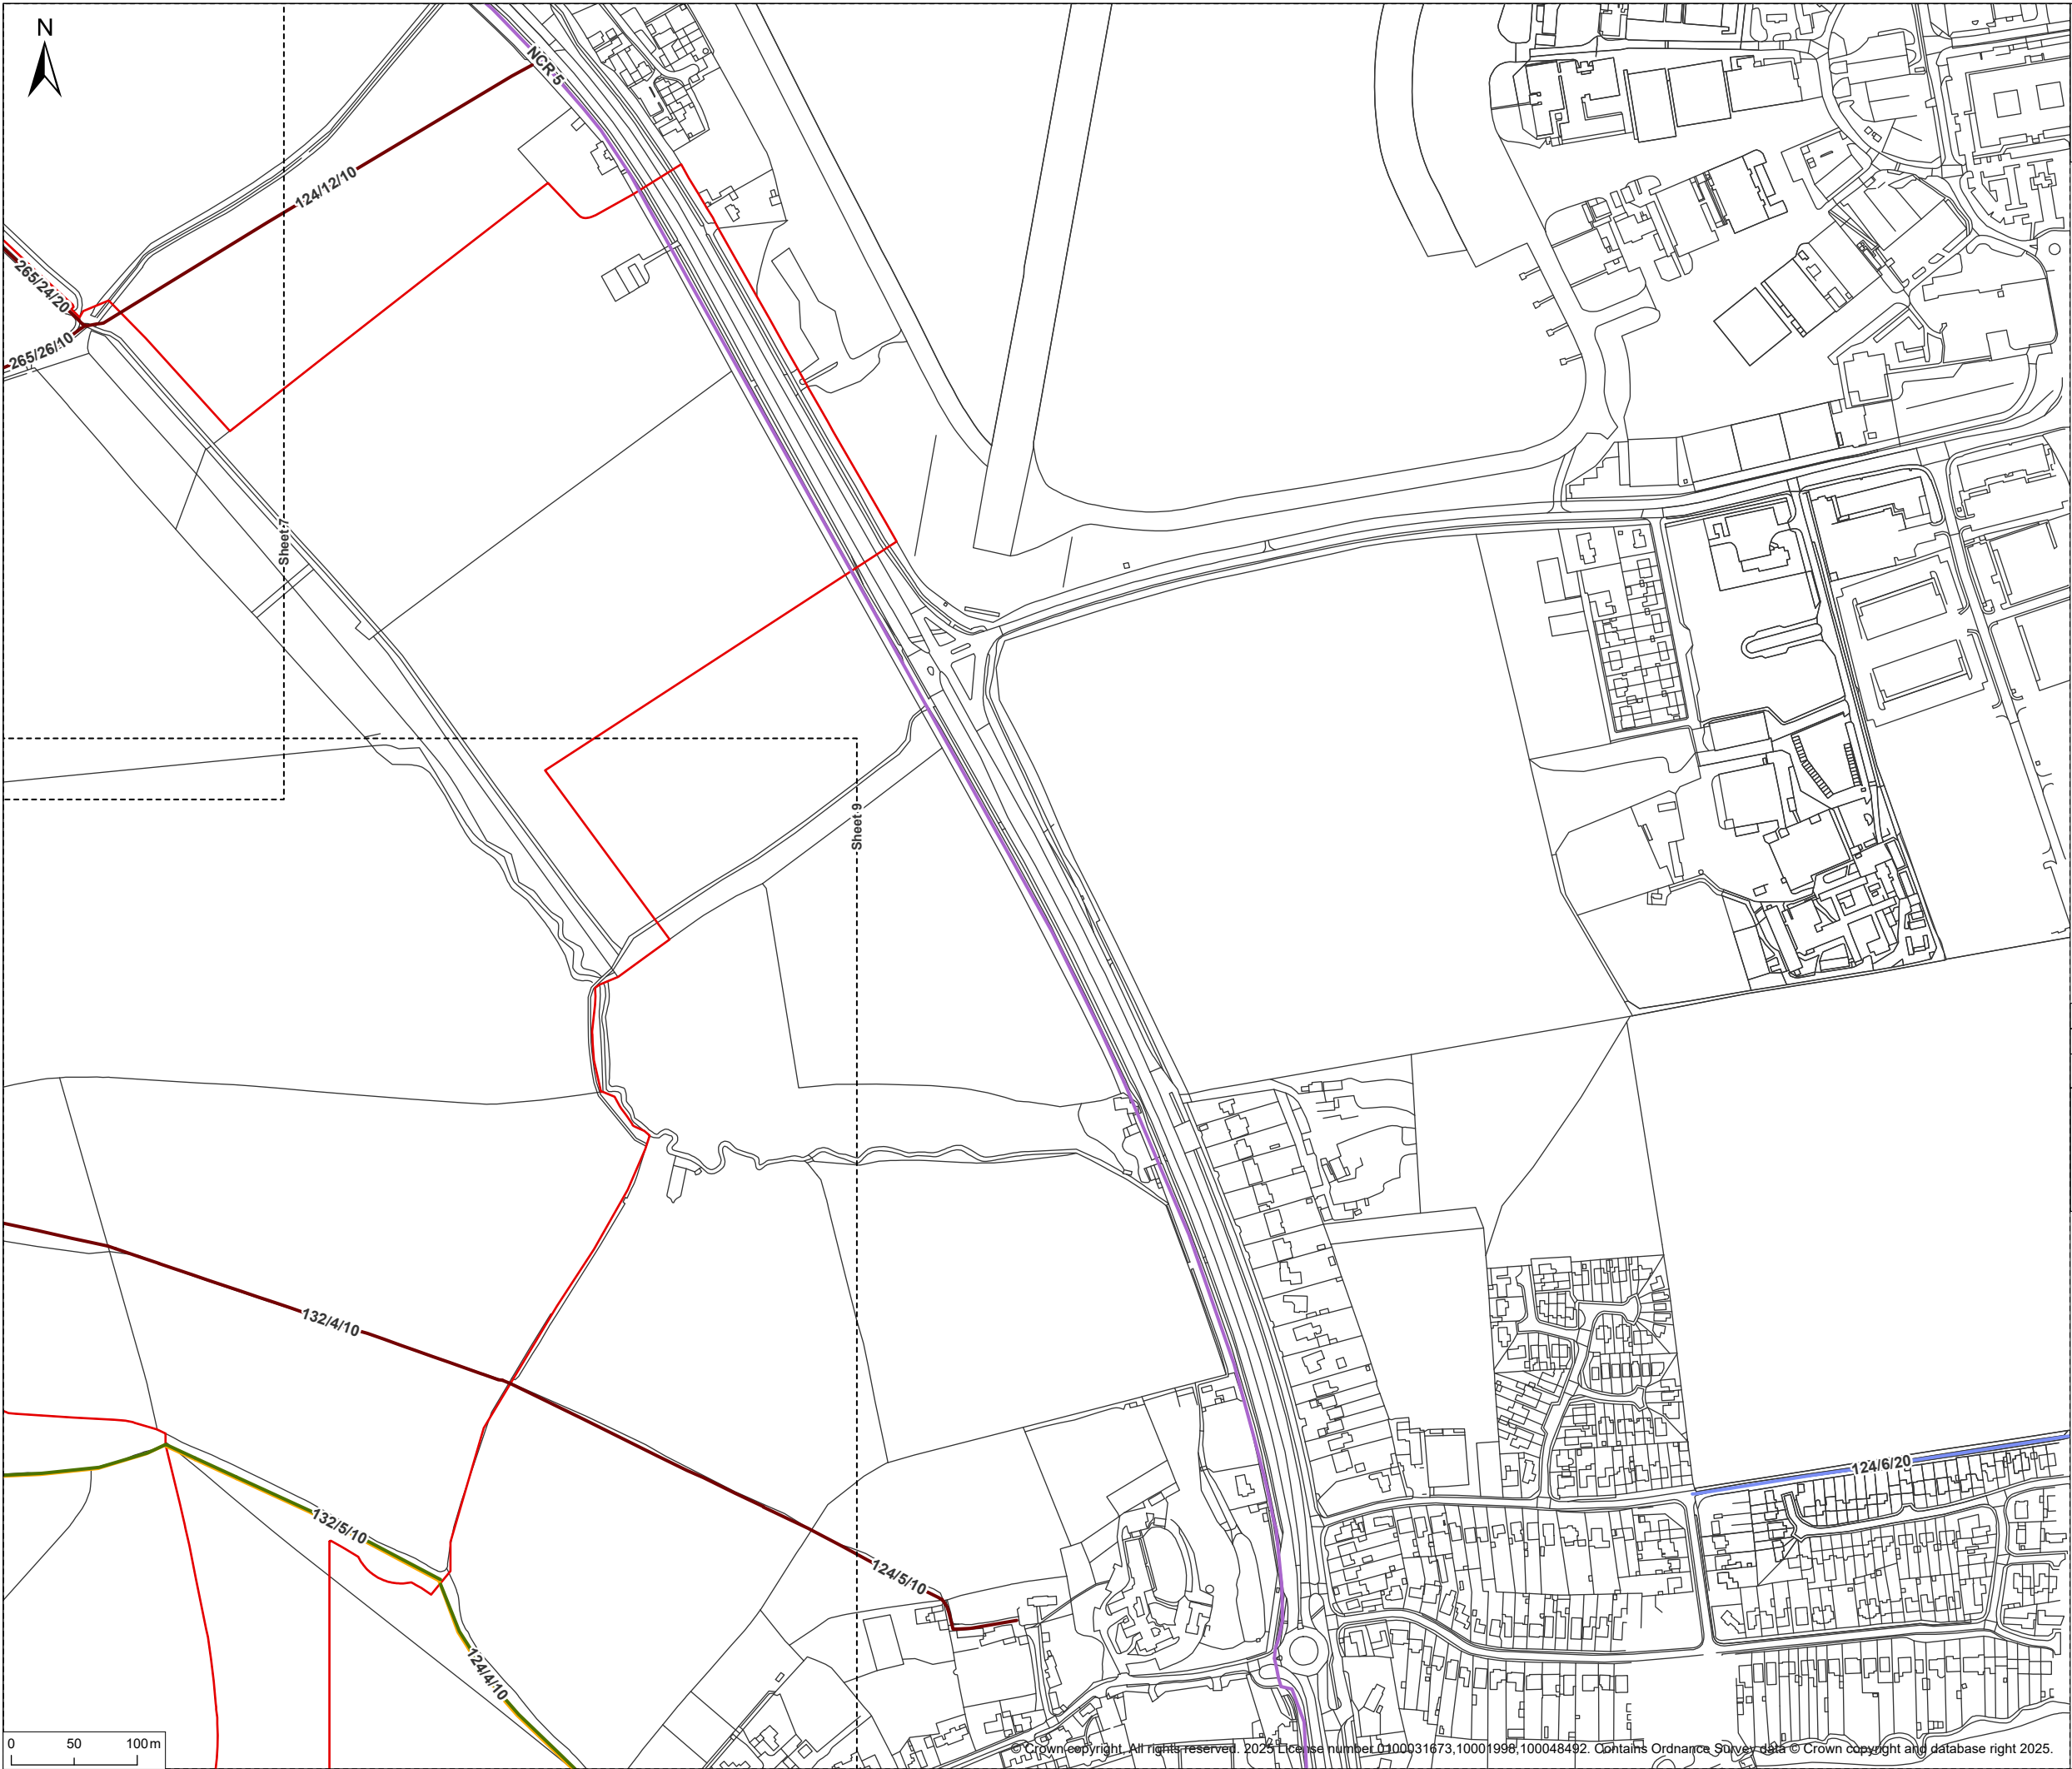 N
NCR 5
124/12/10
265/24/20
265/26/10
Sheet 7
Sheet 9
132/4/10
124/6/20
132/5/10
124/5/10
124/4/10
0 50 100 m
© Crown copyright, All rights reserved. 2025 License number 0100031673,10001998,100048492. Contains Ordnance Survey data © Crown copyright and database right 2025.